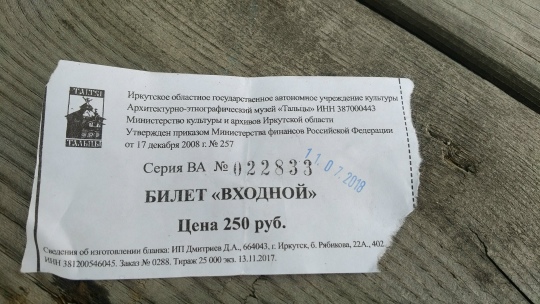 ТАЛЬЦЫ
ТАЛЬЦЫ
Иркутское областное государственное автономное учреждение культуры
Архитектурно-этнографический музей «Тальцы» ИНН 387000443
Министерство культуры и архивов Иркутской области
Утвержден приказом Министерства финансов Российской Федерации
от 17 декабря 2008 г. № 257
Серия ВА № 022833
11 07 2018
БИЛЕТ «ВХОДНОЙ»
Цена 250 руб.
Сведения об изготовлении бланка: ИП Дмитриев Д.А., 664043, г. Иркутск, б. Рябикова, 22А., 402
ИНН 381200546045. Заказ № 0288. Тираж 25 000 экз. 13.11.2017.